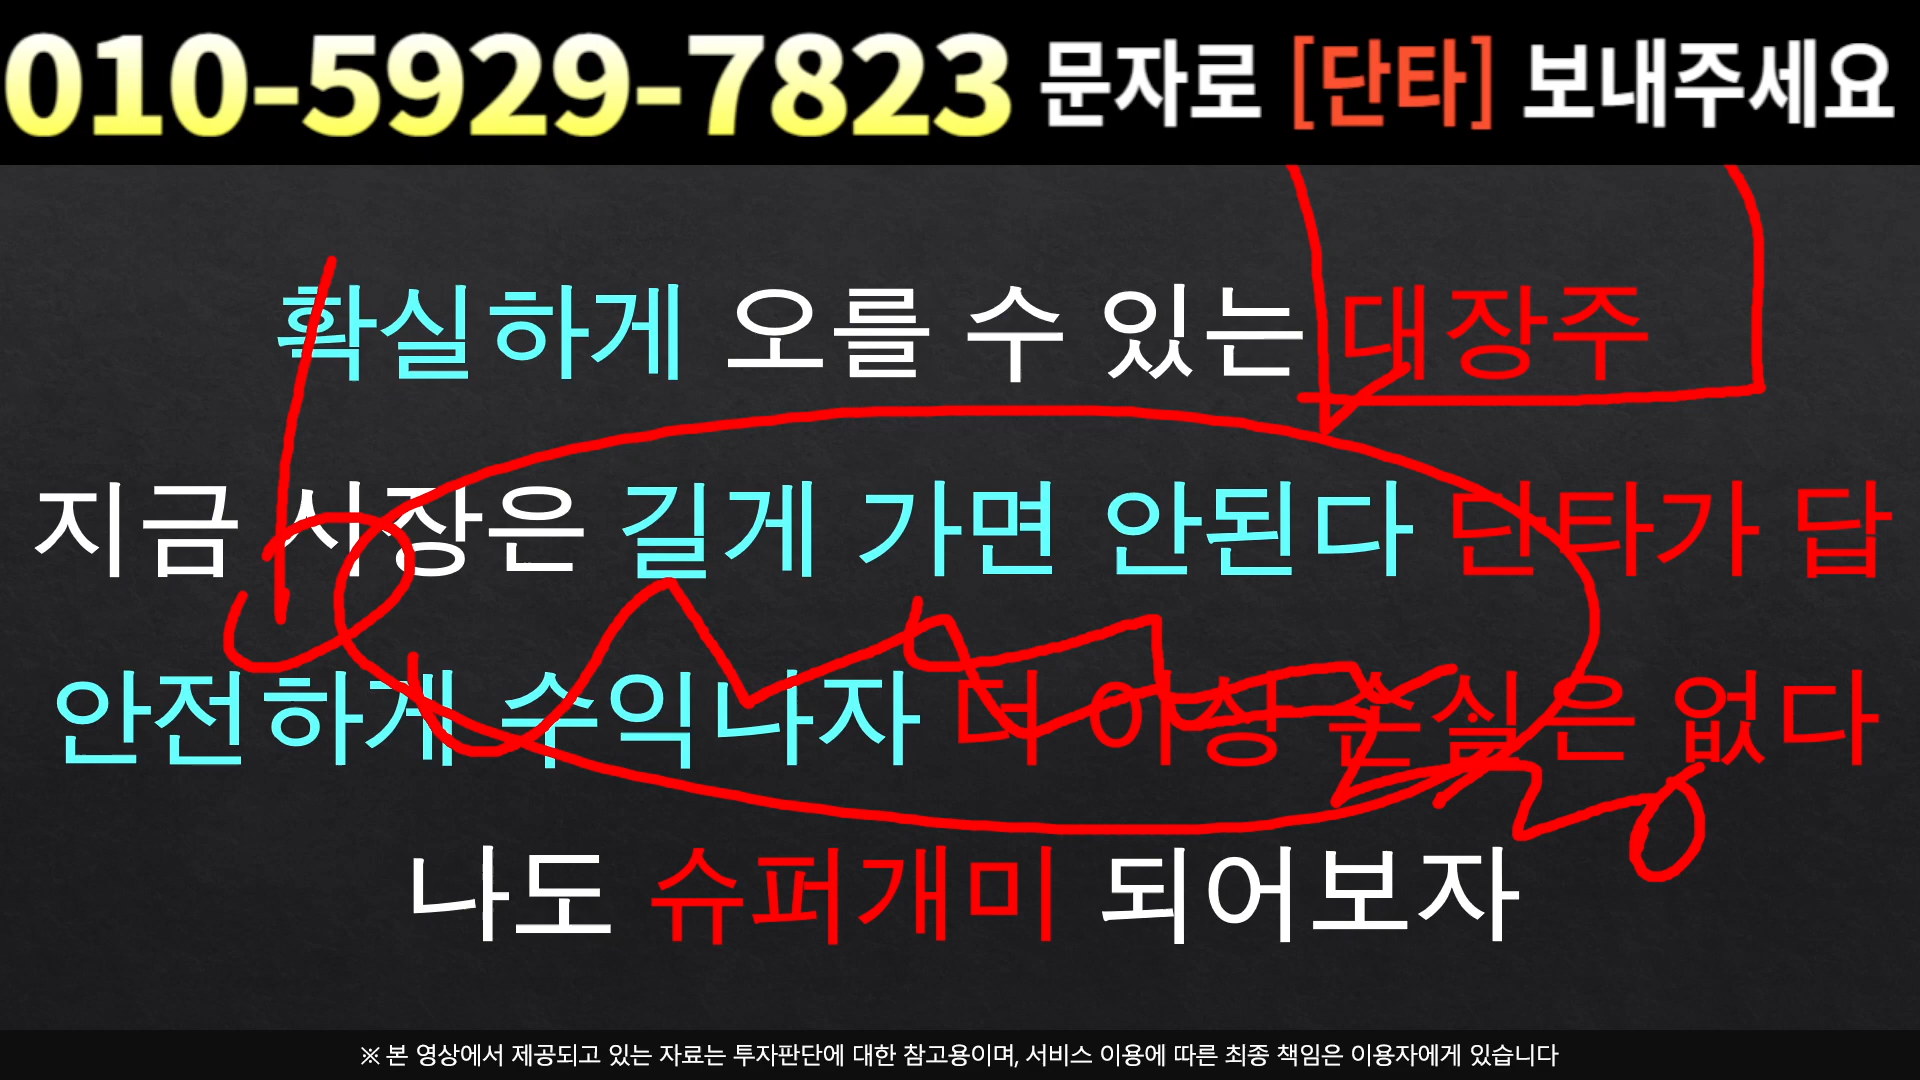 010-5929-7823 문자로 [단타] 보내주세요
확실하게 오를 수 있는 대장주
지금 시장은 길게 가면 안된다 단타가 답
안전하게 수익나자 더 이상 손실은 없다
나도 슈퍼개미 되어보자
※ 본 영상에서 제공되고 있는 자료는 투자판단에 대한 참고용이며, 서비스 이용에 따른 최종 책임은 이용자에게 있습니다